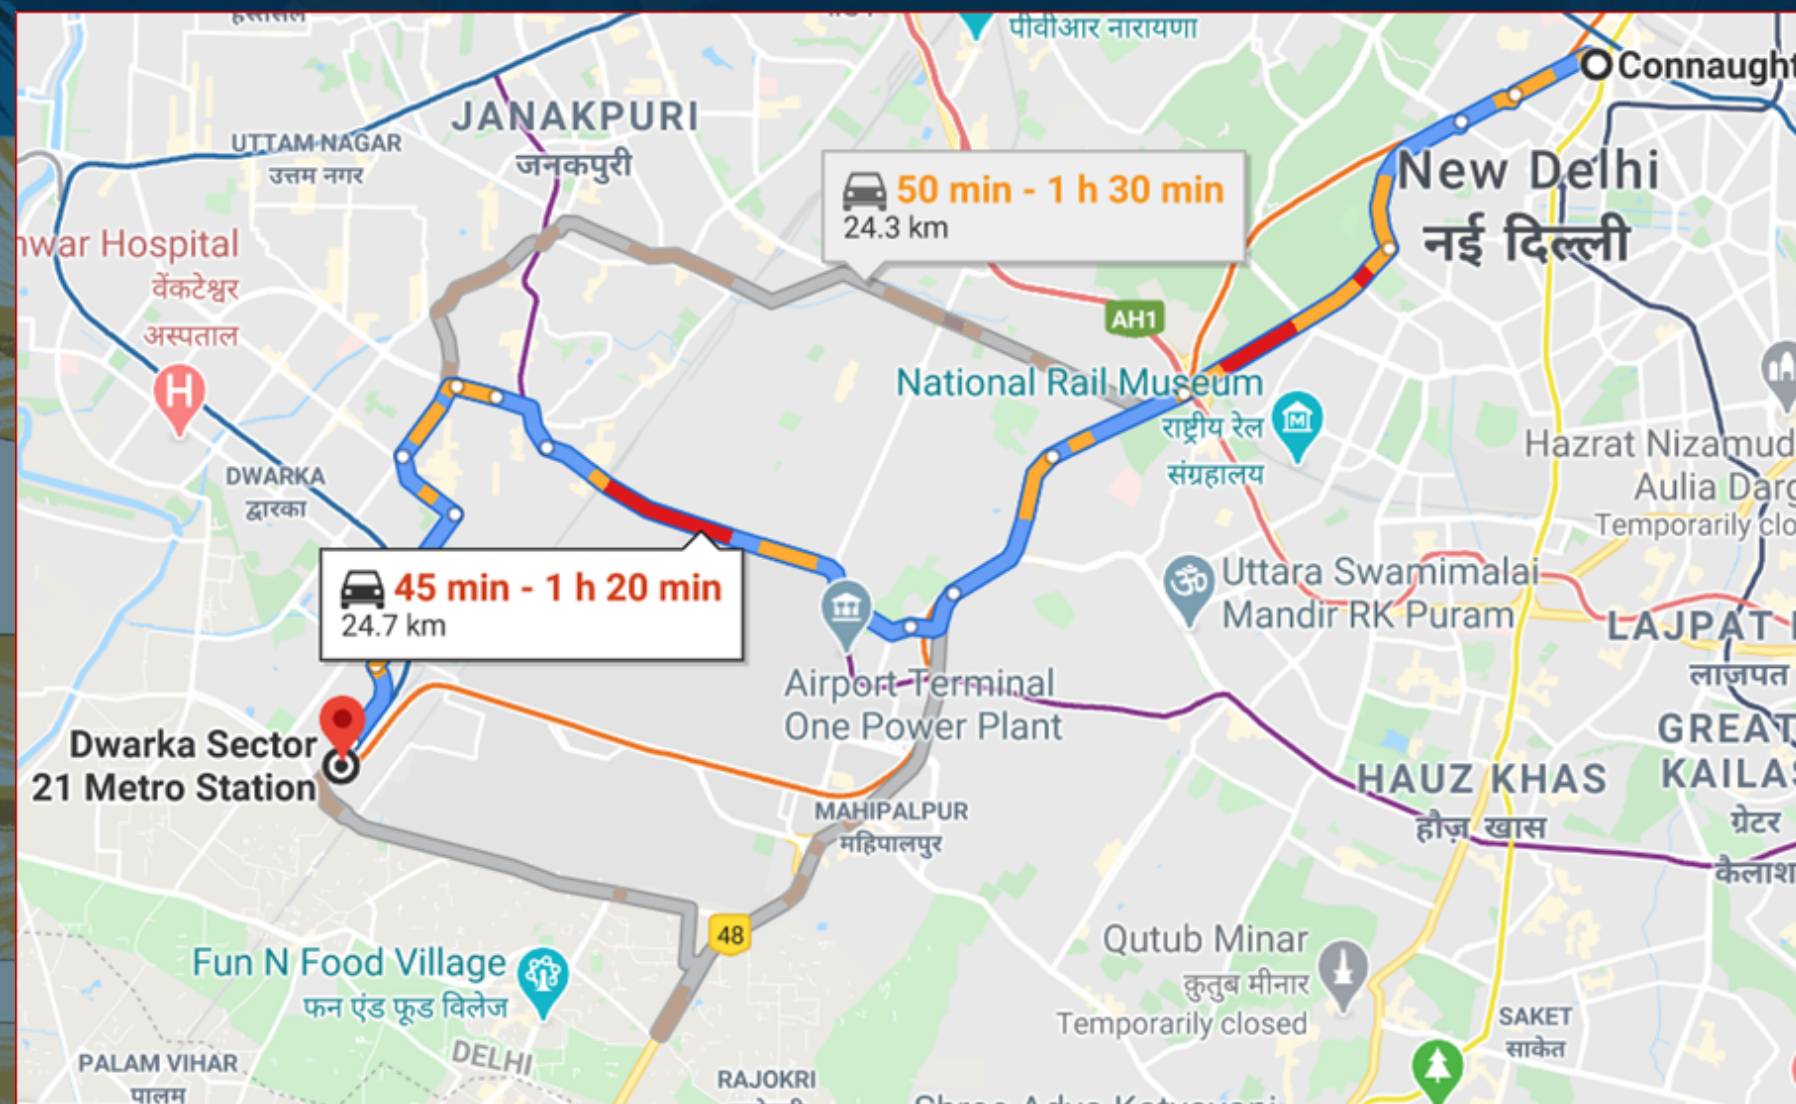 पीवीआर नारायणा
Connaught
JANAKPURI
जनकपुरी
UTTAM NAGAR
उत्तम नगर
50 min - 1 h 30 min
24.3 km
New Delhi
नई दिल्ली
nwar Hospital
वेंकटेश्वर
अस्पताल
H
AH1
National Rail Museum
राष्ट्रीय रेल
संग्रहालय
M
Hazrat Nizamud
Aulia Darg
Temporarily clo
DWARKA
द्वारका
45 min - 1 h 20 min
24.7 km
ॐ
Uttara Swamimalai
Mandir RK Puram
LAJPAT
लाजपत
Airport Terminal
One Power Plant
Dwarka Sector
21 Metro Station
GREAT
KAILAS
ग्रेटर
कैलाश
HAUZ KHAS
हौज़ खास
MAHIPALPUR
महिपालपुर
48
Fun N Food Village
फन एंड फूड विलेज
Qutub Minar
क़ुतुब मीनार
Temporarily closed
SAKET
साकेत
DELHI
PALAM VIHAR
पालम
RAJOKRI